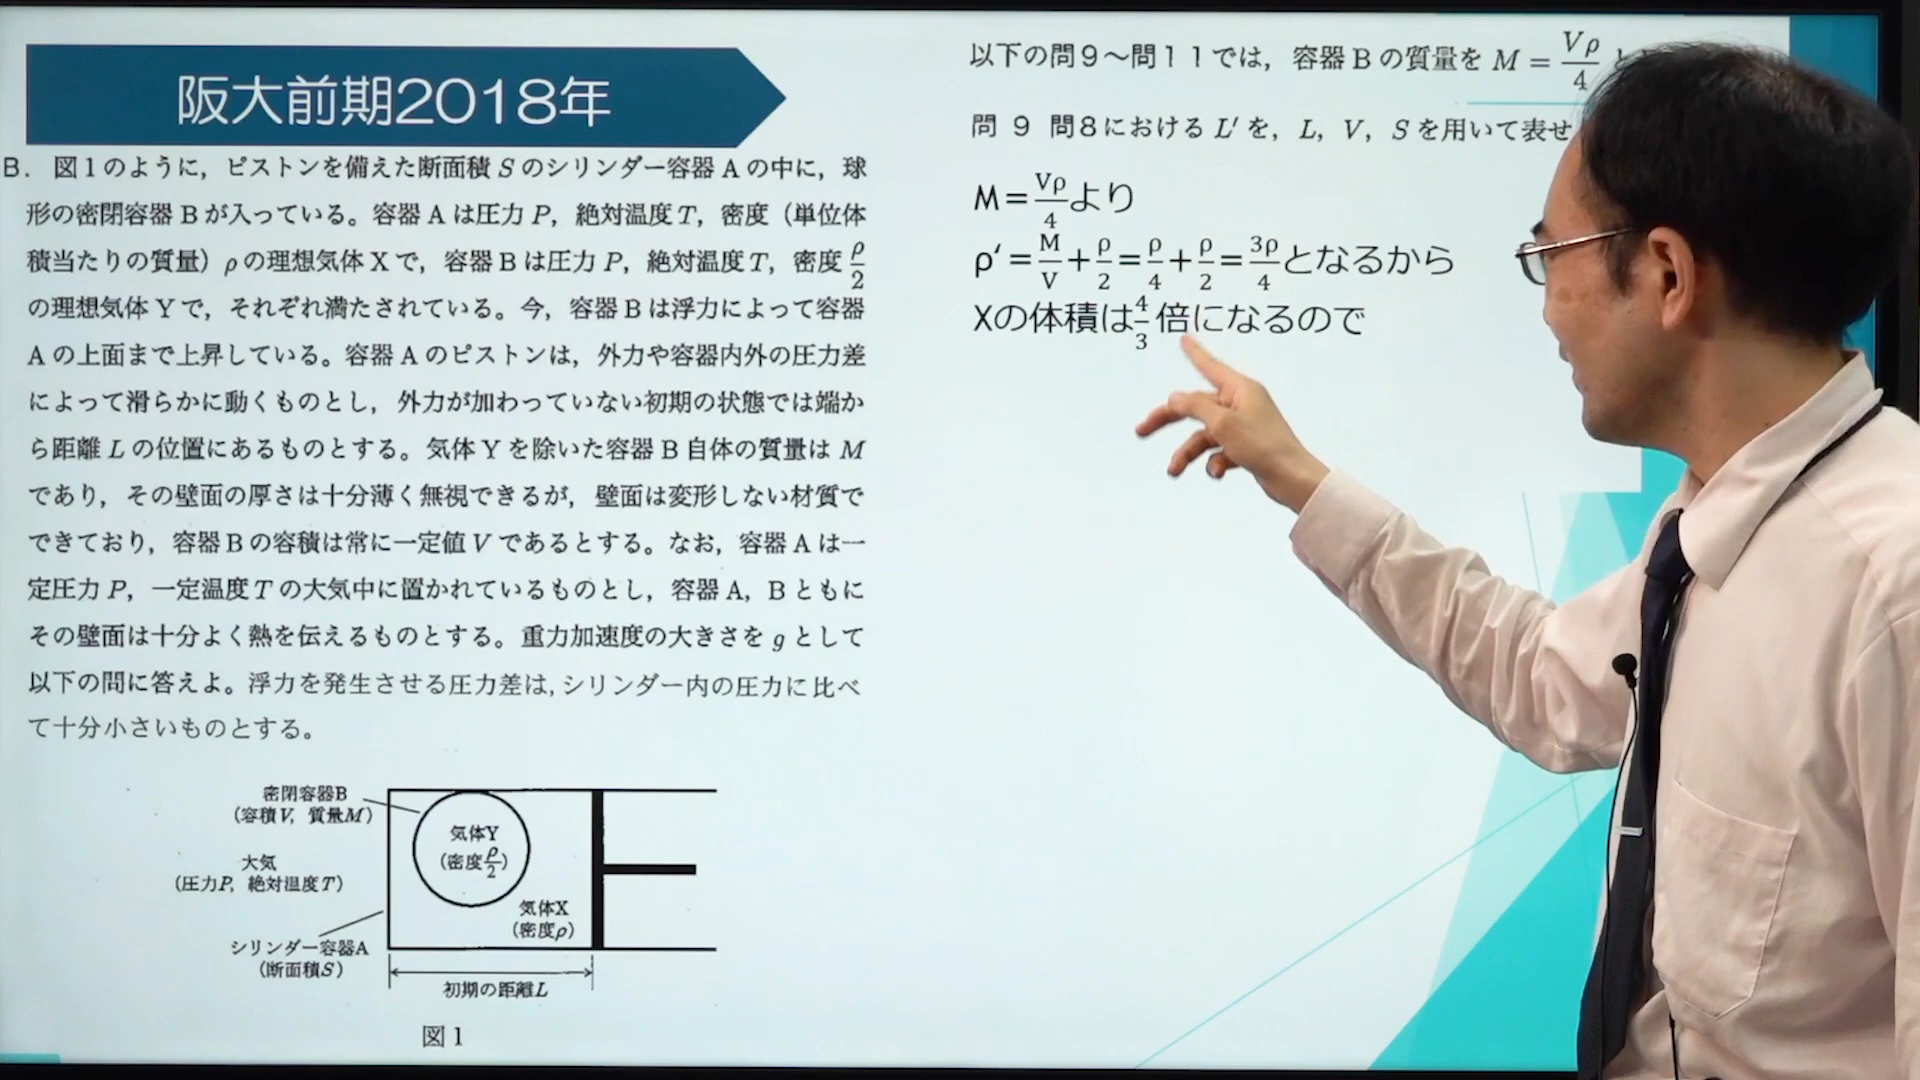 阪大前期2018年
B. 図1のように，ピストンを備えた断面積 S のシリンダー容器 A の中に，球
形の密閉容器 B が入っている。容器 A は圧力 P，絶対温度 T，密度（単位体
積当たりの質量）ρ の理想気体 X で，容器 B は圧力 P，絶対温度 T，密度 ρ/2
の理想気体 Y で，それぞれ満たされている。今，容器 B は浮力によって容器
A の上面まで上昇している。容器 A のピストンは，外力や容器内外の圧力差
によって滑らかに動くものとし，外力が加わっていない初期の状態では端か
ら距離 L の位置にあるものとする。気体 Y を除いた容器 B 自体の質量は M
であり，その壁面の厚さは十分薄く無視できるが，壁面は変形しない材質で
できており，容器 B の容積は常に一定値 V であるとする。なお，容器 A は一
定圧力 P，一定温度 T の大気中に置かれているものとし，容器 A，B ともに
その壁面は十分よく熱を伝えるものとする。重力加速度の大きさを g として
以下の問に答えよ。浮力を発生させる圧力差は，シリンダー内の圧力に比べ
て十分小さいものとする。
密閉容器B
（容積V，質量M）
大気
（圧力P，絶対温度T）
シリンダー容器A
（断面積S）
気体Y
（密度ρ/2）
気体X
（密度ρ）
初期の距離L
図1
以下の問9～問11では，容器 B の質量を M = Vρ/4 と
問 9 問8における L′ を，L，V，S を用いて表せ
M=Vρ/4より
ρ′=M/V+ρ/2=ρ/4+ρ/2=3ρ/4となるから
Xの体積は4/3倍になるので